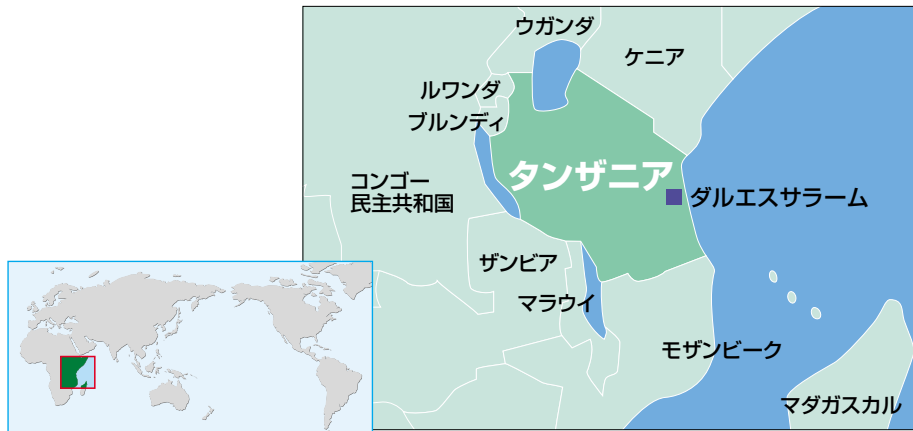 ウガンダ
ケニア
ルワンダ
ブルンディ
タンザニア
コンゴー
民主共和国
ダルエスサラーム
ザンビア
マラウイ
モザンビーク
マダガスカル